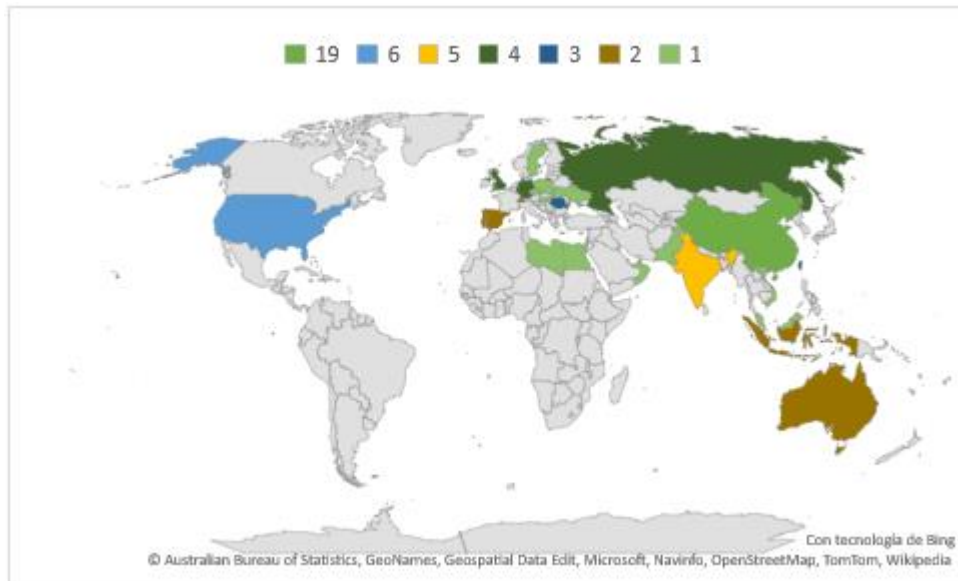 19 6 5 4 3 2 1
Con tecnología de Bing
© Australian Bureau of Statistics, GeoNames, Geospatial Data Edit, Microsoft, Navinfo, OpenStreetMap, TomTom, Wikipedia